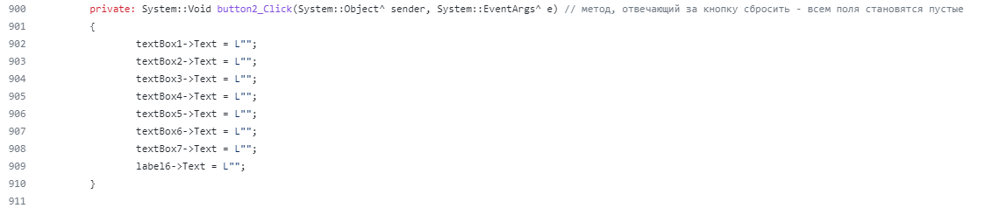 900 private: System::Void button2_Click(System::Object^ sender, System::EventArgs^ e) // метод, отвечающий за кнопку сбросить - всем поля становятся пустые
901 {
902 textBox1->Text = L"";
903 textBox2->Text = L"";
904 textBox3->Text = L"";
905 textBox4->Text = L"";
906 textBox5->Text = L"";
907 textBox6->Text = L"";
908 textBox7->Text = L"";
909 label6->Text = L"";
910 }
911